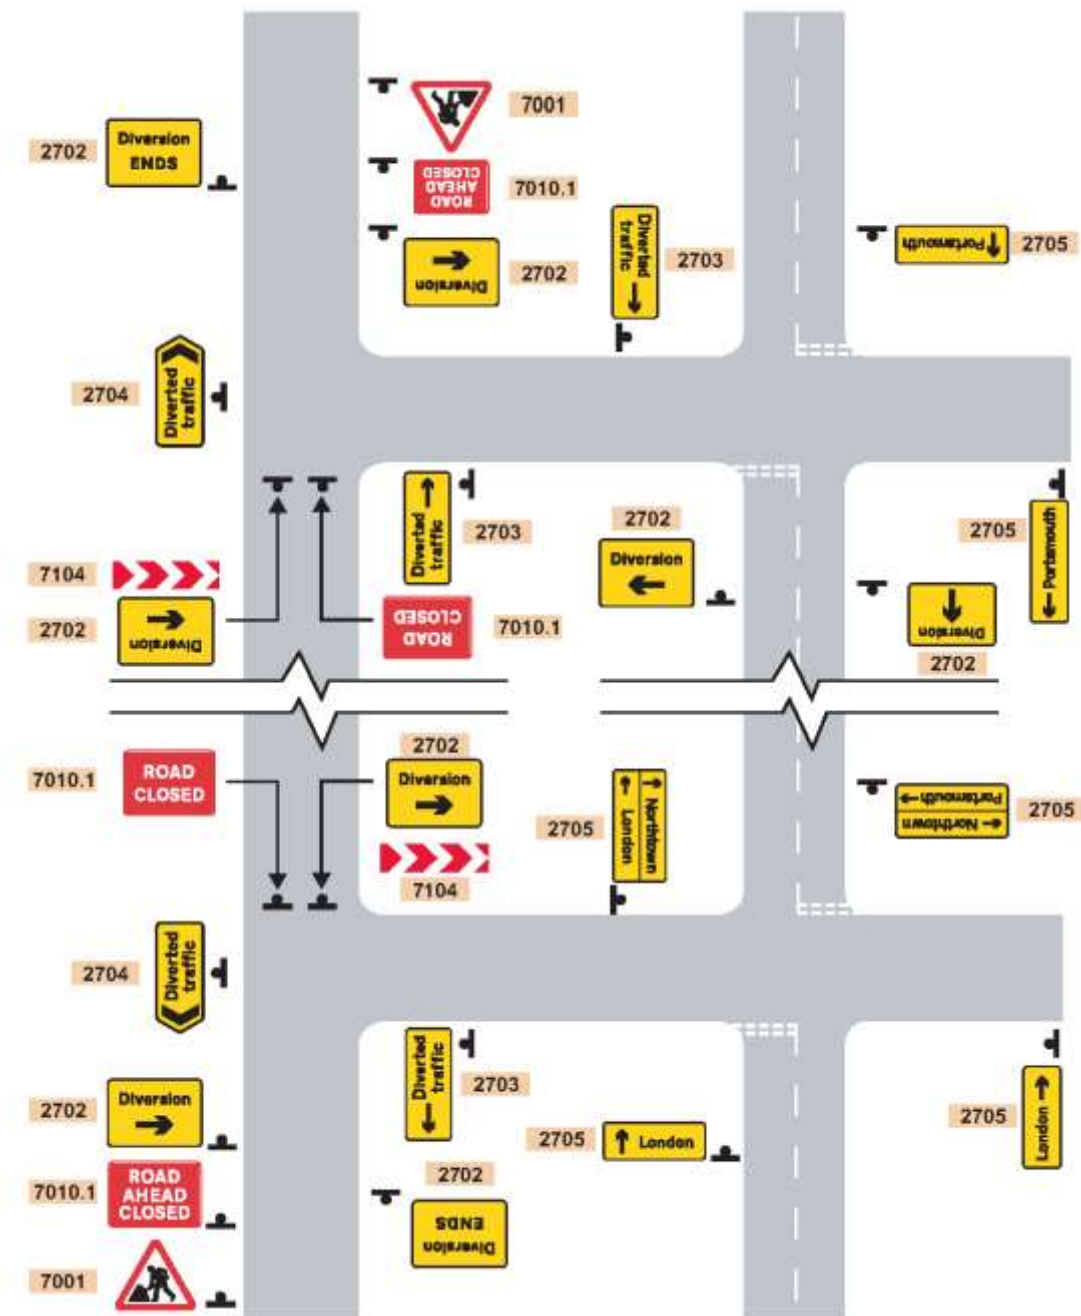 7001
2702
Diversion
ENDS
ROAD
AHEAD
CLOSED
7010.1
Diverted
traffic
2703
Portsmouth
2705
Diversion
2702
Diverted
traffic
2704
Diverted
traffic
2703
2702
Diversion
2705
Portsmouth
7104
2702
Diversion
ROAD
CLOSED
7010.1
Diversion
2702
7010.1
ROAD
CLOSED
2702
Diversion
7104
2705
Northtown
London
Northtown
Portsmouth
2705
2704
Diverted
traffic
Diverted
traffic
2703
2702
Diversion
2705
London
2705
London
7010.1
ROAD
AHEAD
CLOSED
2702
Diversion
ENDS
7001